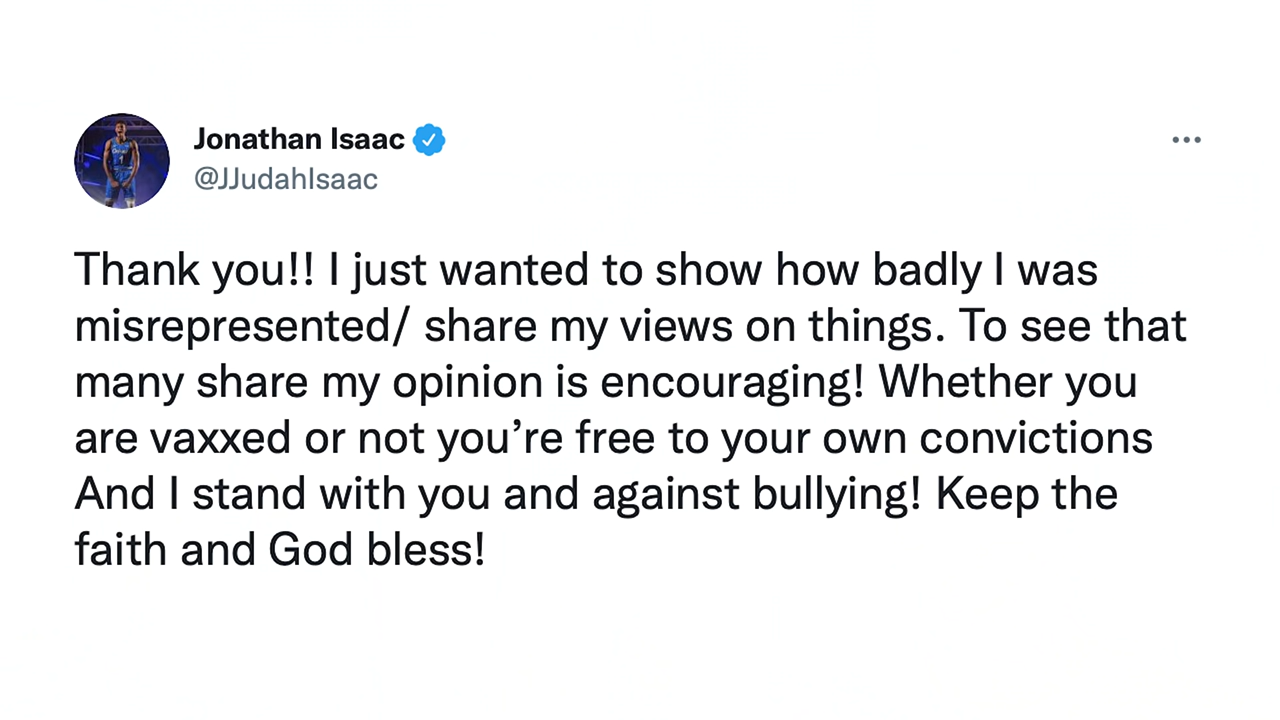 Jonathan Isaac
@JJudahIsaac
Thank you!! I just wanted to show how badly I was
misrepresented/ share my views on things. To see that
many share my opinion is encouraging! Whether you
are vaxxed or not you’re free to your own convictions
And I stand with you and against bullying! Keep the
faith and God bless!